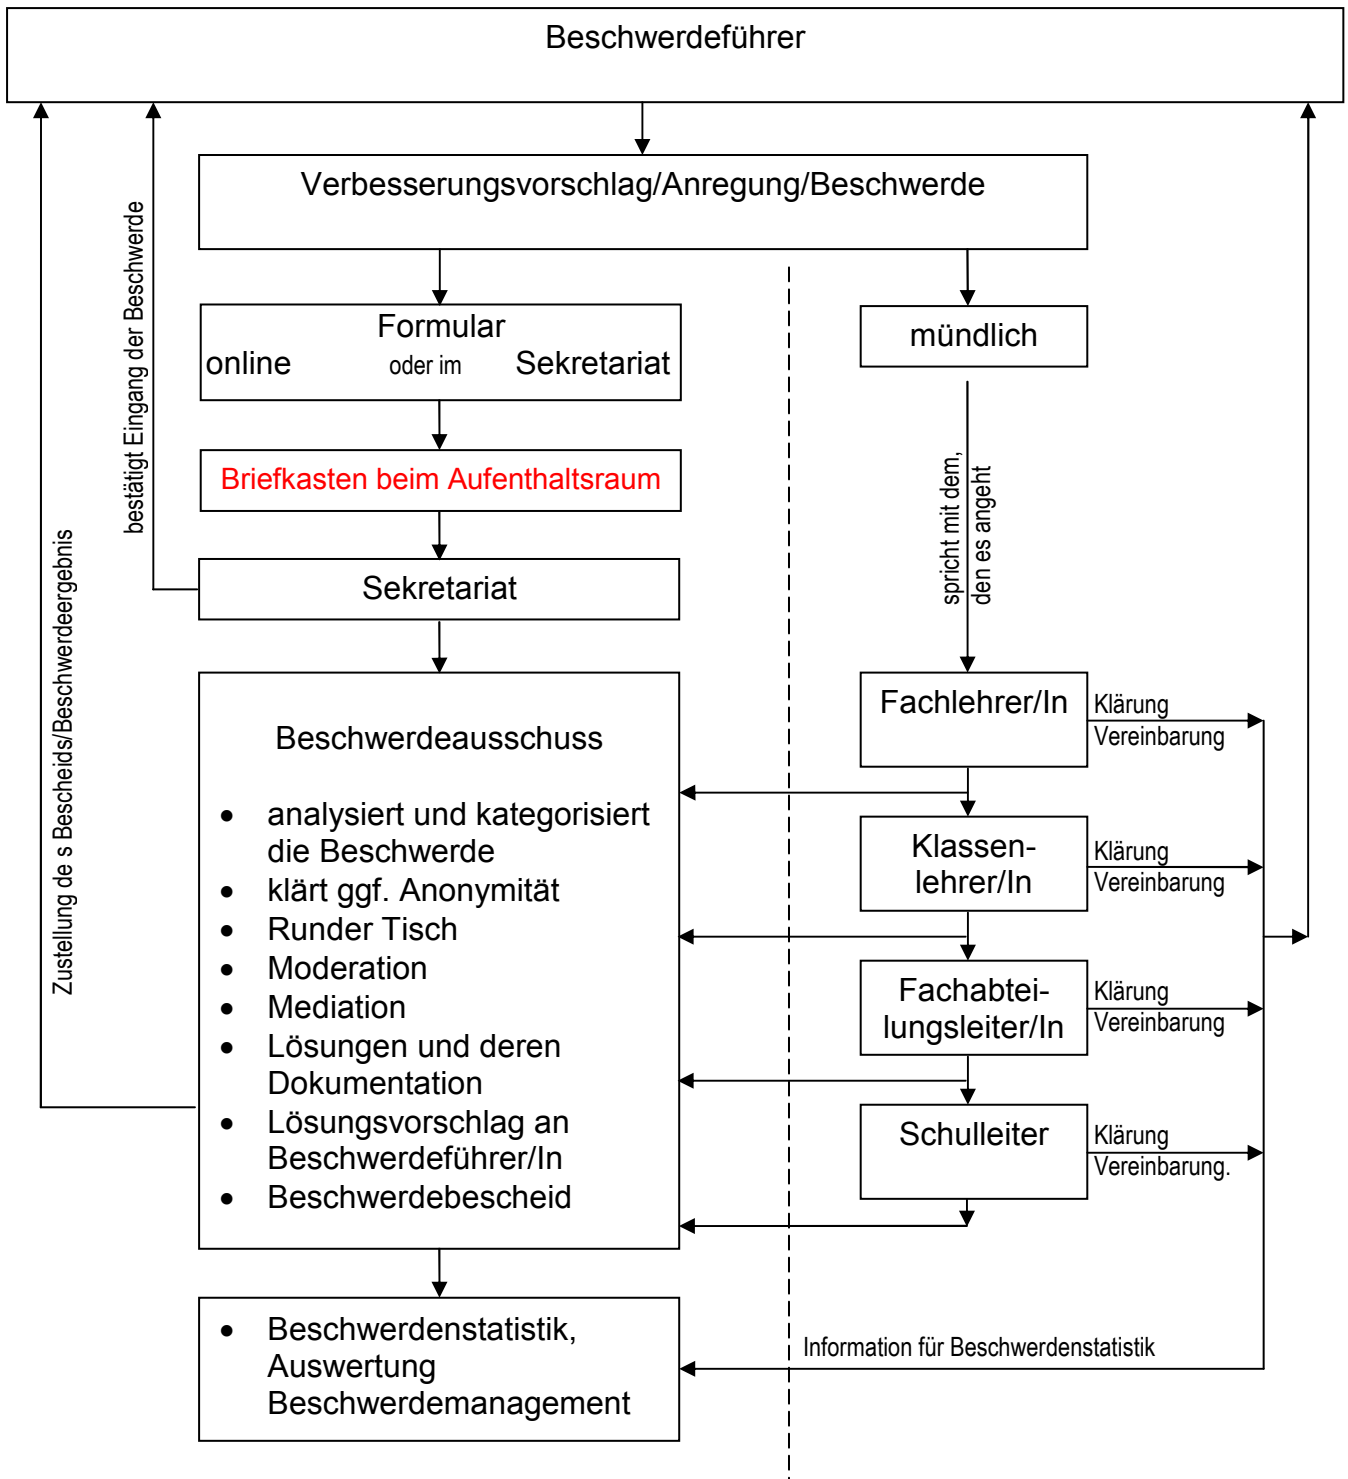 Beschwerdeführer
Verbesserungsvorschlag/Anregung/Beschwerde
bestätigt Eingang der Beschwerde
Zustellung de s Bescheids/Beschwerdeergebnis
Formular
online oder im Sekretariat
Briefkasten beim Aufenthaltsraum
Sekretariat
Beschwerdeausschuss
• analysiert und kategorisiert
die Beschwerde
• klärt ggf. Anonymität
• Runder Tisch
• Moderation
• Mediation
• Lösungen und deren
Dokumentation
• Lösungsvorschlag an
Beschwerdeführer/In
• Beschwerdebescheid
• Beschwerdenstatistik,
Auswertung
Beschwerdemanagement
mündlich
spricht mit dem,
den es angeht
Fachlehrer/In
Klärung
Vereinbarung
Klassen-
lehrer/In
Klärung
Vereinbarung
Fachabtei-
lungsleiter/In
Klärung
Vereinbarung
Schulleiter
Klärung
Vereinbarung.
Information für Beschwerdenstatistik